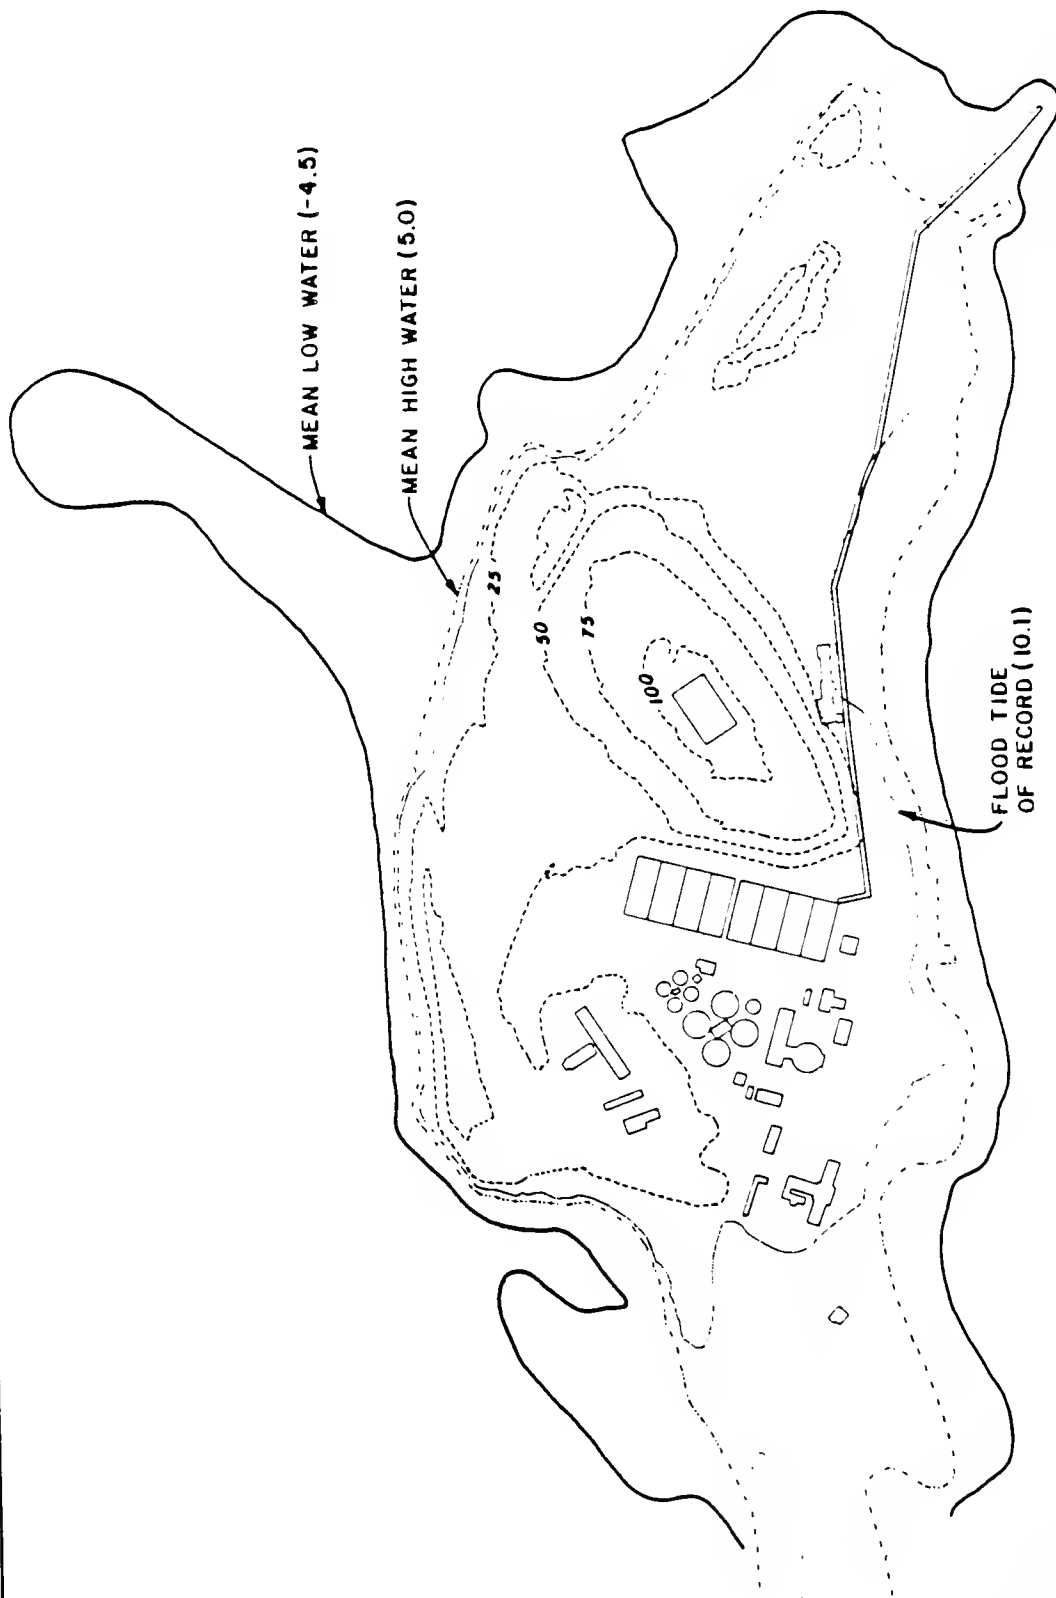 MEAN LOW WATER (-4.5)
MEAN HIGH WATER (5.0)
25
50
75
100
FLOOD TIDE
OF RECORD (10.1)